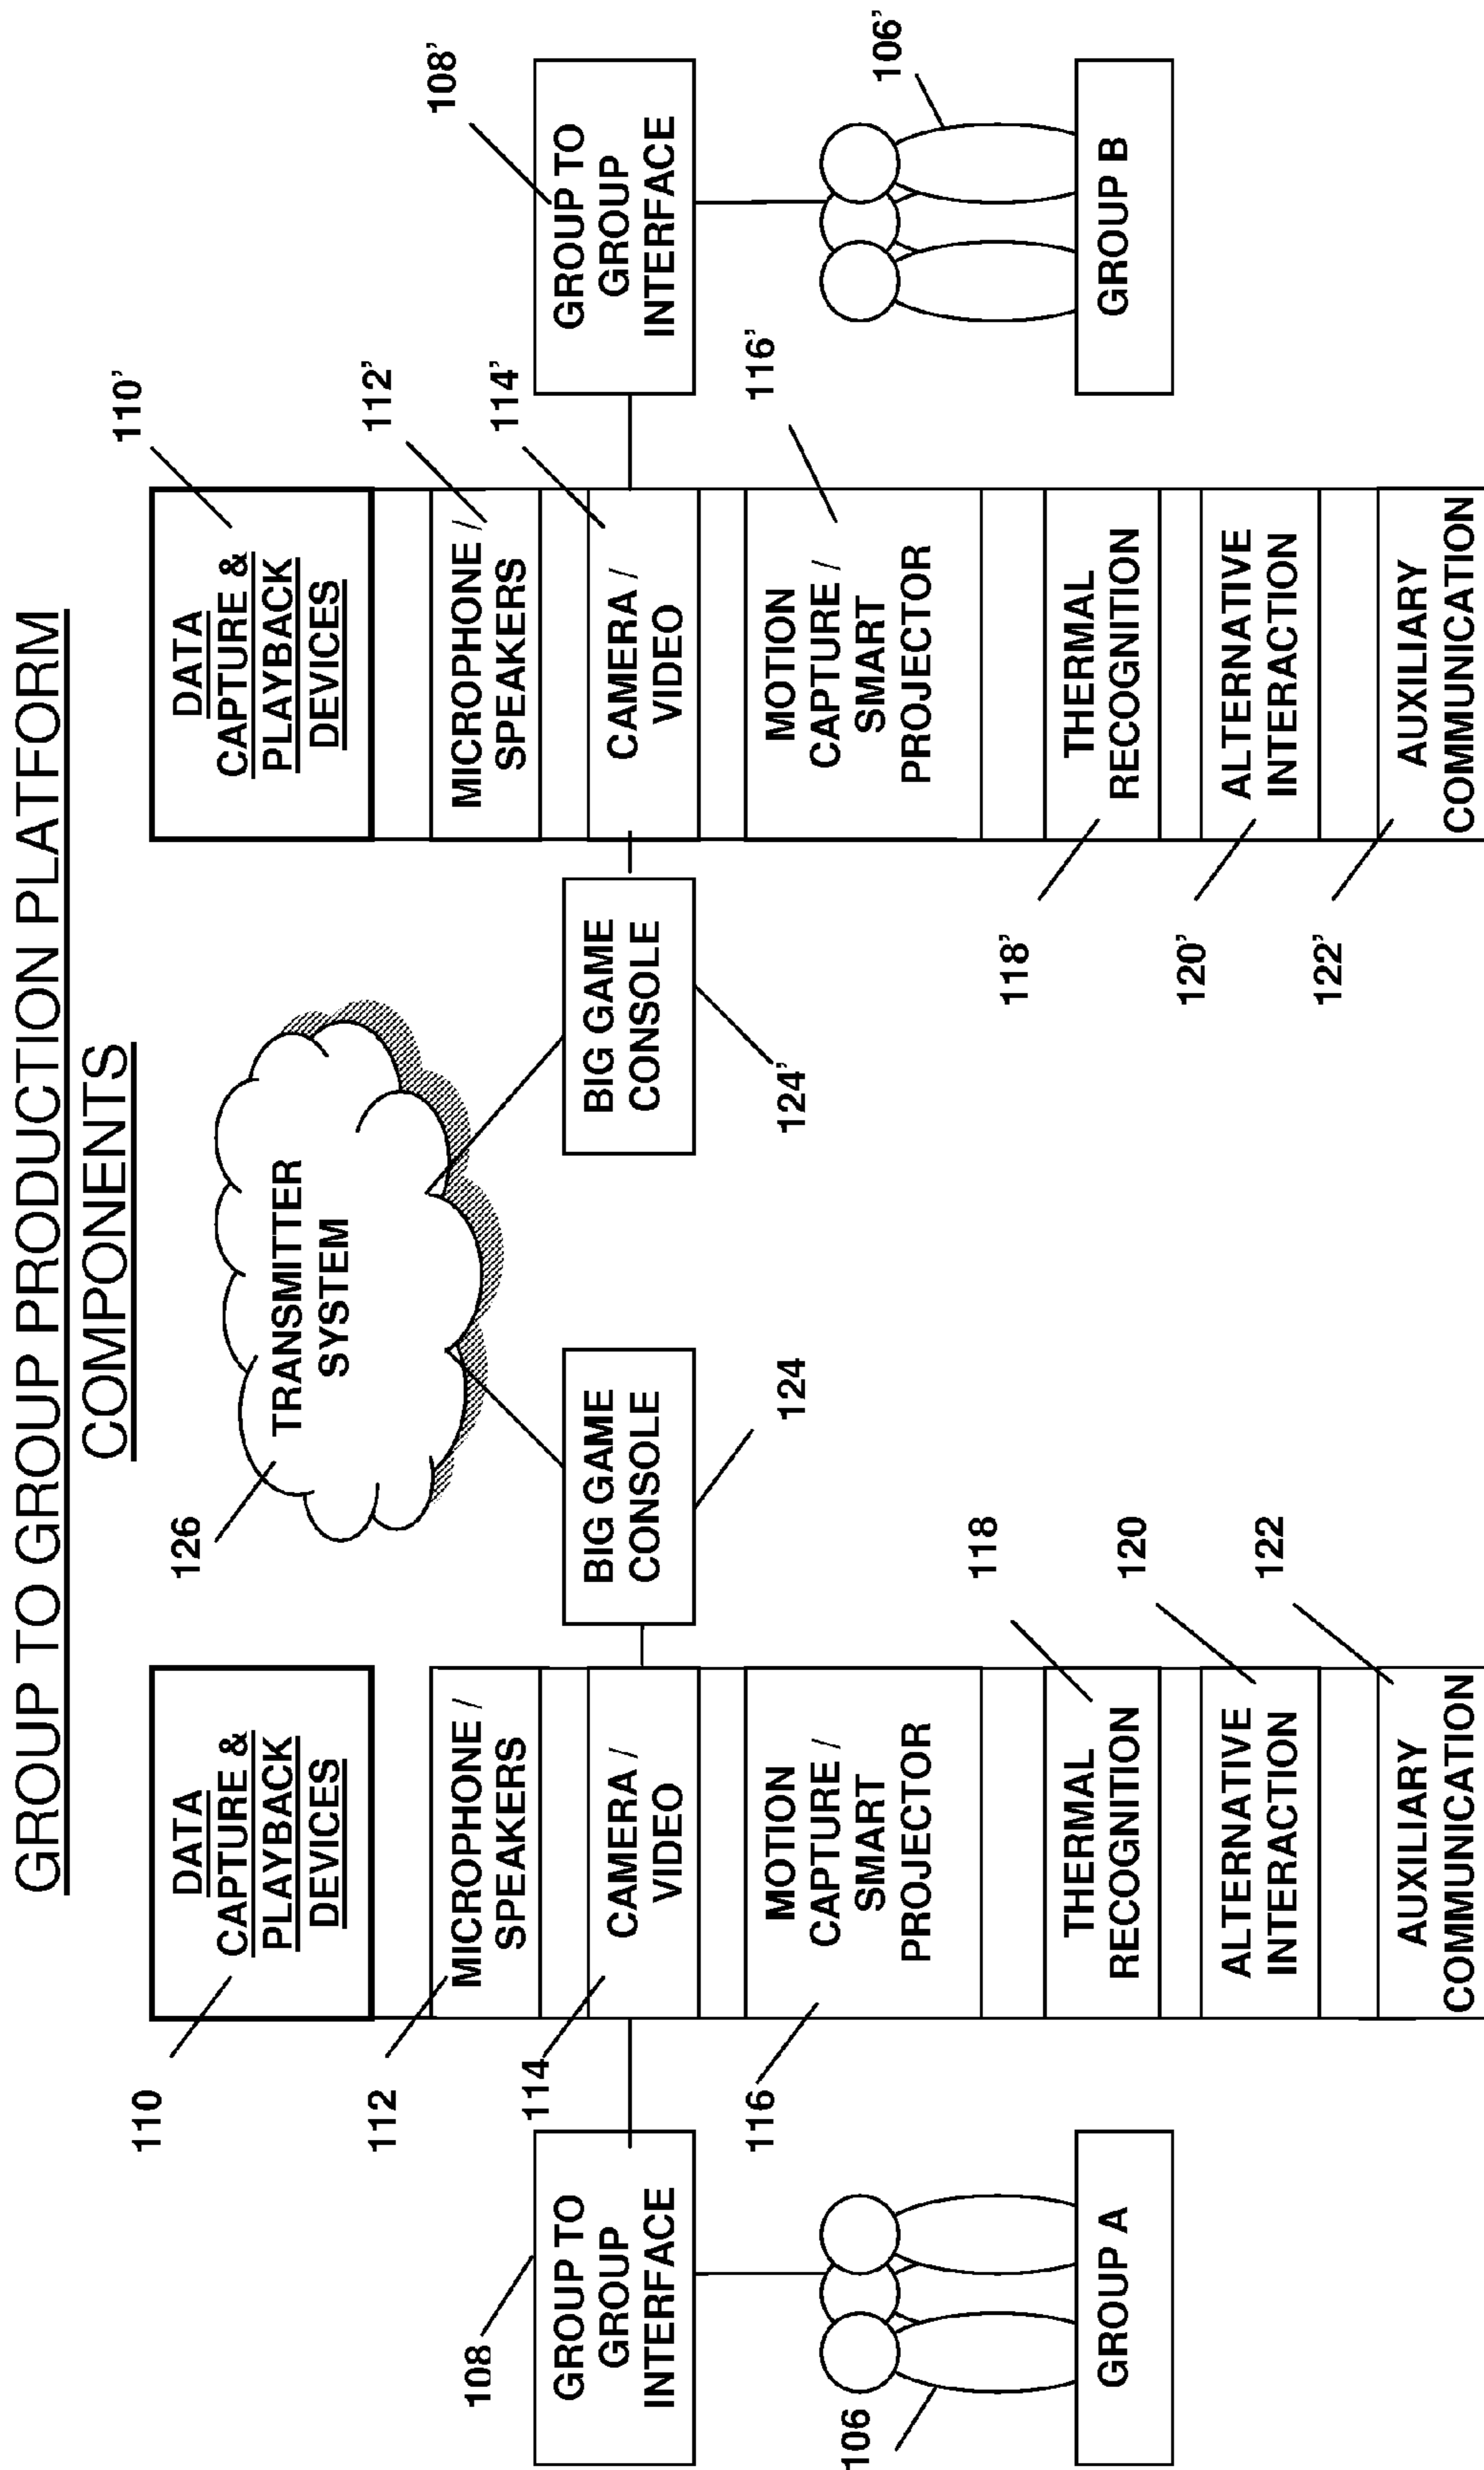 GROUP TO GROUP PRODUCTION PLATFORM
COMPONENTS
126
TRANSMITTER
SYSTEM
110
DATA
CAPTURE &
PLAYBACK
DEVICES
112
MICROPHONE /
SPEAKERS
114
CAMERA /
VIDEO
116
MOTION
CAPTURE /
SMART
PROJECTOR
118
THERMAL
RECOGNITION
120
ALTERNATIVE
INTERACTION
122
AUXILIARY
COMMUNICATION
108
GROUP TO
GROUP
INTERFACE
106
GROUP A
BIG GAME
CONSOLE
124
BIG GAME
CONSOLE
124'
110'
DATA
CAPTURE &
PLAYBACK
DEVICES
112'
MICROPHONE /
SPEAKERS
114'
CAMERA /
VIDEO
116'
MOTION
CAPTURE /
SMART
PROJECTOR
118'
THERMAL
RECOGNITION
120'
ALTERNATIVE
INTERACTION
122'
AUXILIARY
COMMUNICATION
108'
GROUP TO
GROUP
INTERFACE
106'
GROUP B